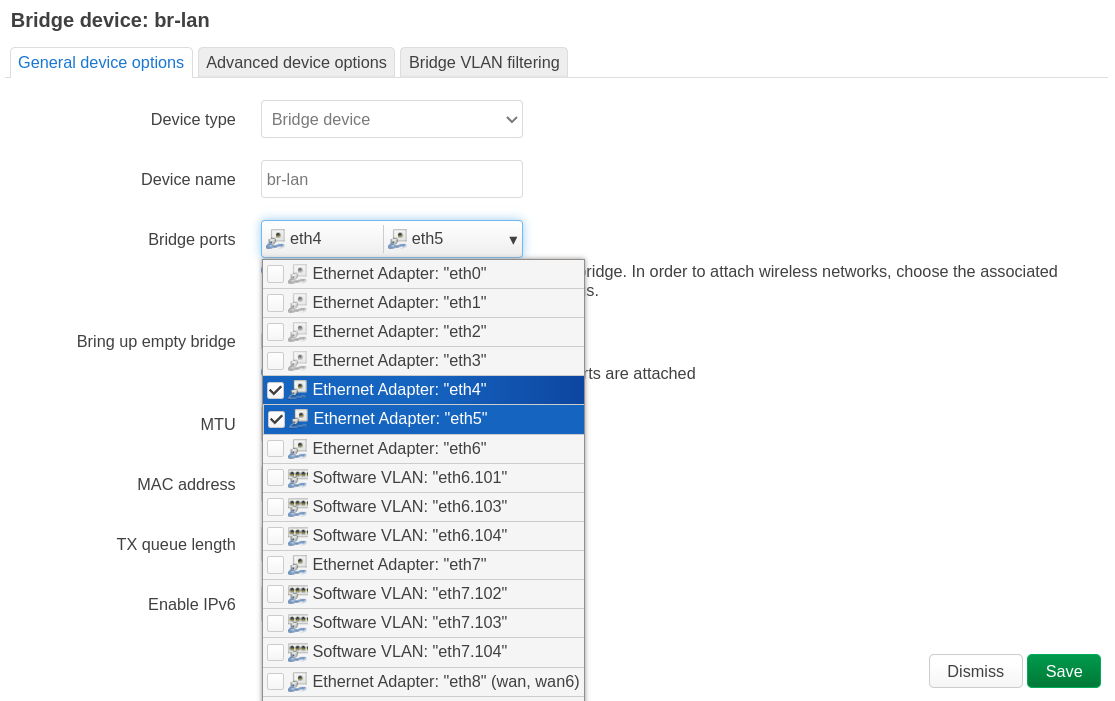 Bridge device: br-lan
General device options
Advanced device options
Bridge VLAN filtering
Device type
Bridge device
Device name
br-lan
Bridge ports
eth4
eth5
Ethernet Adapter: "eth0"
ridge. In order to attach wireless networks, choose the associated
s.
Ethernet Adapter: "eth1"
Ethernet Adapter: "eth2"
Bring up empty bridge
Ethernet Adapter: "eth3"
rts are attached
Ethernet Adapter: "eth4"
Ethernet Adapter: "eth5"
MTU
Ethernet Adapter: "eth6"
Software VLAN: "eth6.101"
MAC address
Software VLAN: "eth6.103"
Software VLAN: "eth6.104"
TX queue length
Ethernet Adapter: "eth7"
Software VLAN: "eth7.102"
Enable IPv6
Software VLAN: "eth7.103"
Software VLAN: "eth7.104"
Ethernet Adapter: "eth8" (wan, wan6)
Dismiss
Save